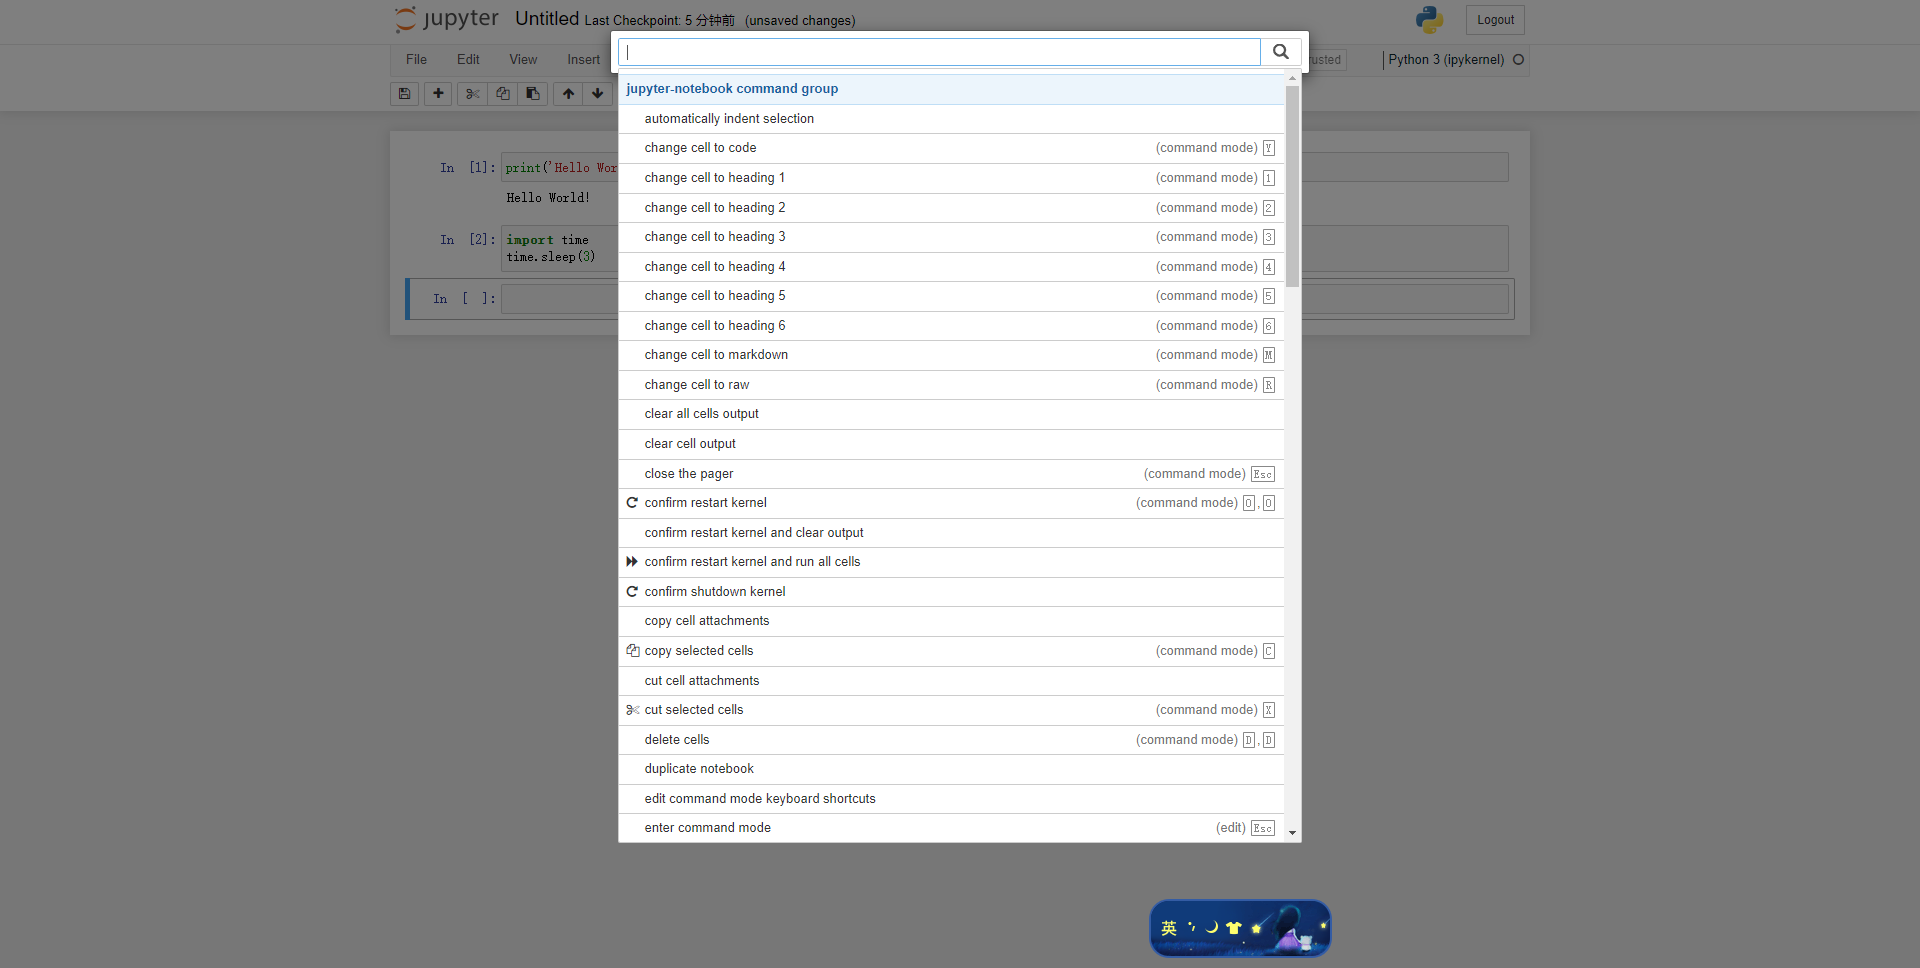 jupyter Untitled Last Checkpoint: 5 分钟前 (unsaved changes) Logout
File Edit View Insert rusted Python 3 (ipykernel)
jupyter-notebook command group
automatically indent selection
change cell to code (command mode) Y
change cell to heading 1 (command mode) 1
change cell to heading 2 (command mode) 2
change cell to heading 3 (command mode) 3
change cell to heading 4 (command mode) 4
change cell to heading 5 (command mode) 5
change cell to heading 6 (command mode) 6
change cell to markdown (command mode) M
change cell to raw (command mode) R
clear all cells output
clear cell output
close the pager (command mode) Esc
confirm restart kernel (command mode) 0,0
confirm restart kernel and clear output
confirm restart kernel and run all cells
confirm shutdown kernel
copy cell attachments
copy selected cells (command mode) C
cut cell attachments
cut selected cells (command mode) X
delete cells (command mode) D,D
duplicate notebook
edit command mode keyboard shortcuts
enter command mode (edit) Esc
In [1]: print('Hello Wor
Hello World!
In [2]: import time
time.sleep(3)
In [ ]:
英